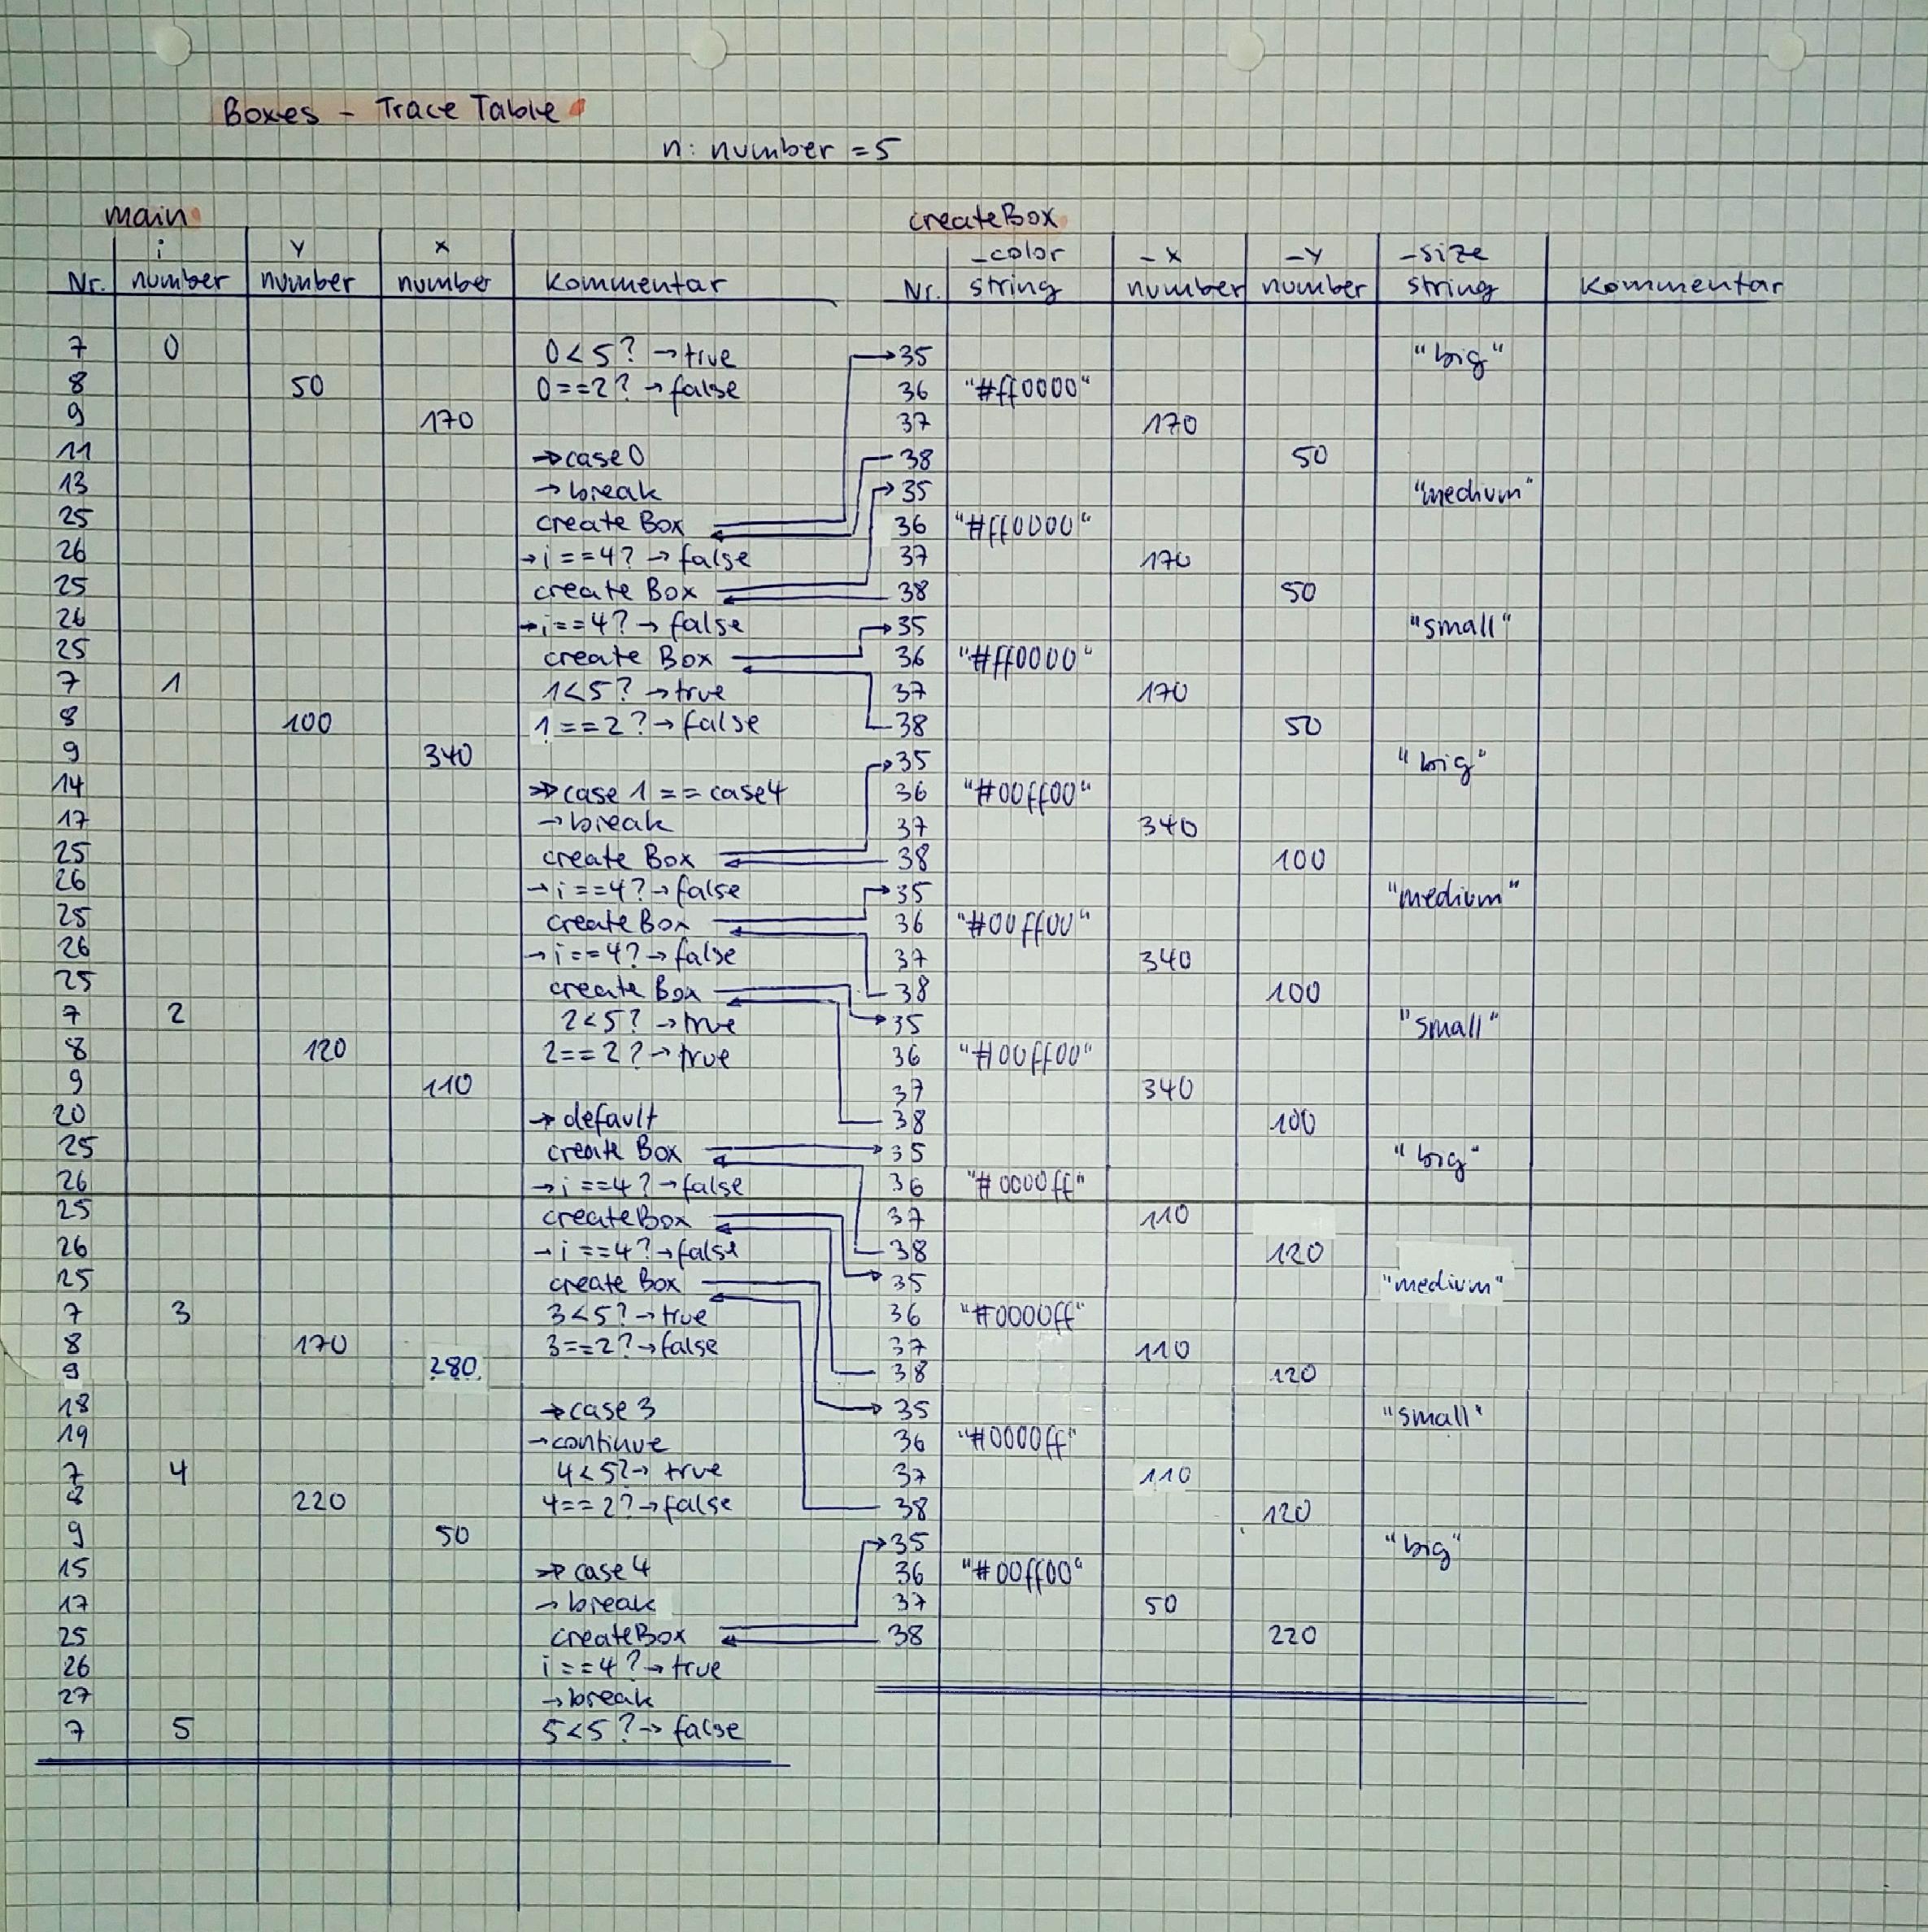 Boxes - Trace Table
n: number = 5
main createBox
i y x _color _x _y _size
Nr. number number number Kommentar Nr. string number number string Kommentar
7 0 0<5? →true →35 "big"
8 50 0==2? →false 36 "#ff0000"
9 170 37 170
11 →case0 38 50
13 →break →35 "medium"
25 create Box 36 "#ff0000"
26 →i==4? →false 37 170
25 create Box 38 50
26 →i==4? →false →35 "small"
25 create Box 36 "#ff0000"
7 1 1<5? →true 37 170
8 100 1==2? →false 38 50
9 340 →35 "big"
14 →case 1 == case4 36 "#00ff00"
17 →break 37 340
25 create Box 38 100
26 →i==4? →false →35 "medium"
25 create Box 36 "#00ff00"
26 →i==4? →false 37 340
25 create Box 38 100
7 2 2<5? →true →35 "small"
8 120 2==2? →true 36 "#00ff00"
9 110 37 340
20 →default 38 100
25 create Box →35 "big"
26 →i==4? →false 36 "#0000ff"
25 createBox 37 110
26 →i==4? →false 38 120
25 create Box →35 "medium"
7 3 3<5? →true 36 "#0000ff"
8 170 3==2? →false 37 110
9 280 38 120
18 →case 3 →35 "small"
19 →continue 36 "#0000ff"
7 4 4<5? → true 37 110
8 220 4==2? →false 38 120
9 50 →35 "big"
15 →case 4 36 "#00ff00"
17 →break 37 50
25 createBox 38 220
26 i==4? →true
27 →break
7 5 5<5? → false